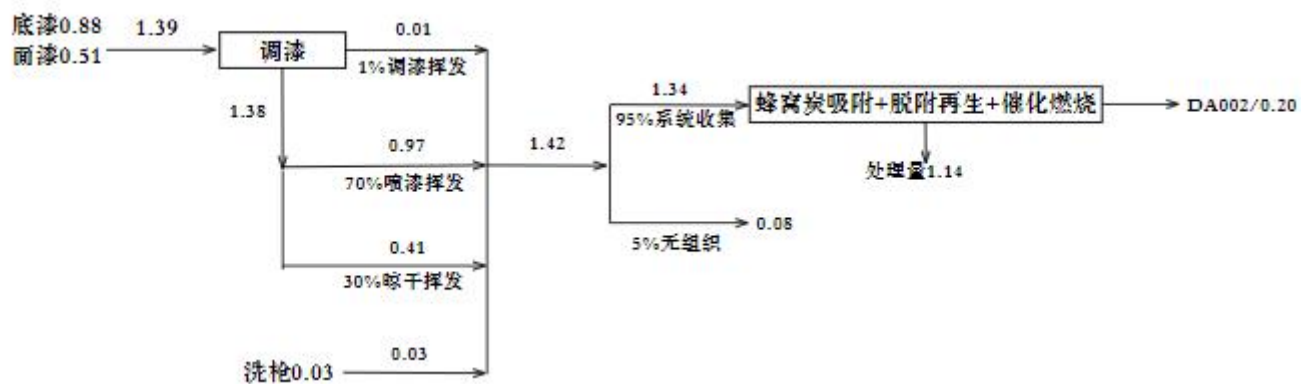 底漆0.88
面漆0.51
1.39
调漆
0.01
1%调漆挥发
1.38
0.97
70%喷漆挥发
1.42
0.41
30%晾干挥发
洗枪0.03
0.03
1.34
95%系统收集
蜂窝炭吸附+脱附再生+催化燃烧
DA002/0.20
处理量1.14
0.08
5%无组织